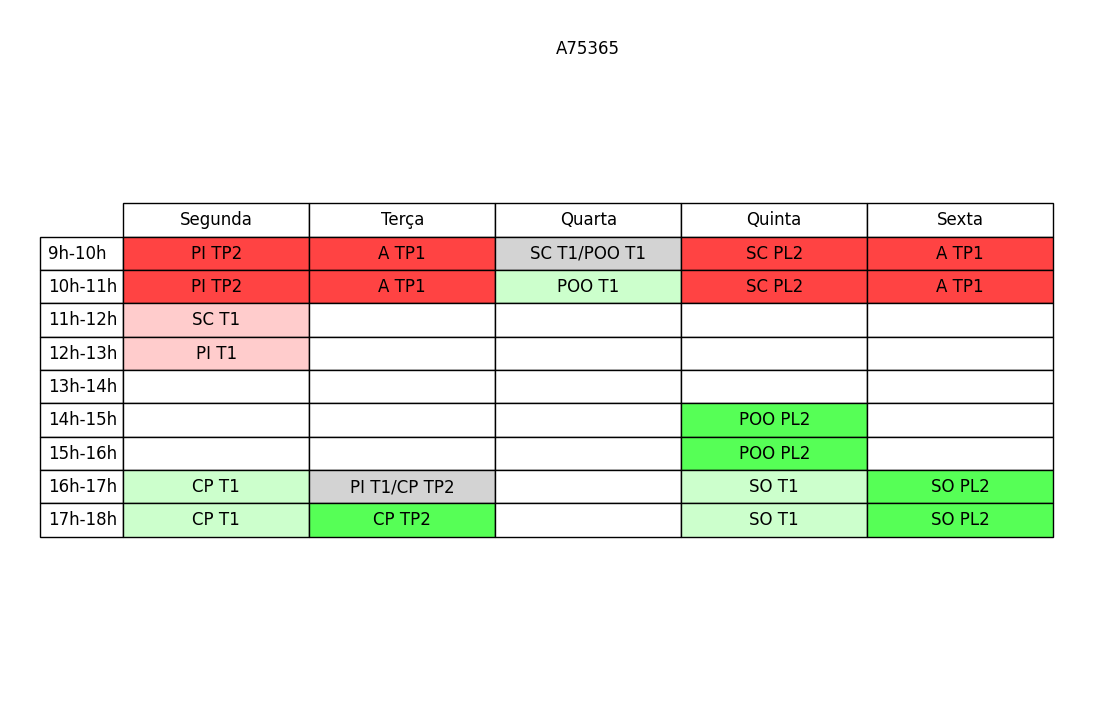 A75365
Segunda Terça Quarta Quinta Sexta
9h-10h PI TP2 A TP1 SC T1/POO T1 SC PL2 A TP1
10h-11h PI TP2 A TP1 POO T1 SC PL2 A TP1
11h-12h SC T1
12h-13h PI T1
13h-14h
14h-15h POO PL2
15h-16h POO PL2
16h-17h CP T1 PI T1/CP TP2 SO T1 SO PL2
17h-18h CP T1 CP TP2 SO T1 SO PL2